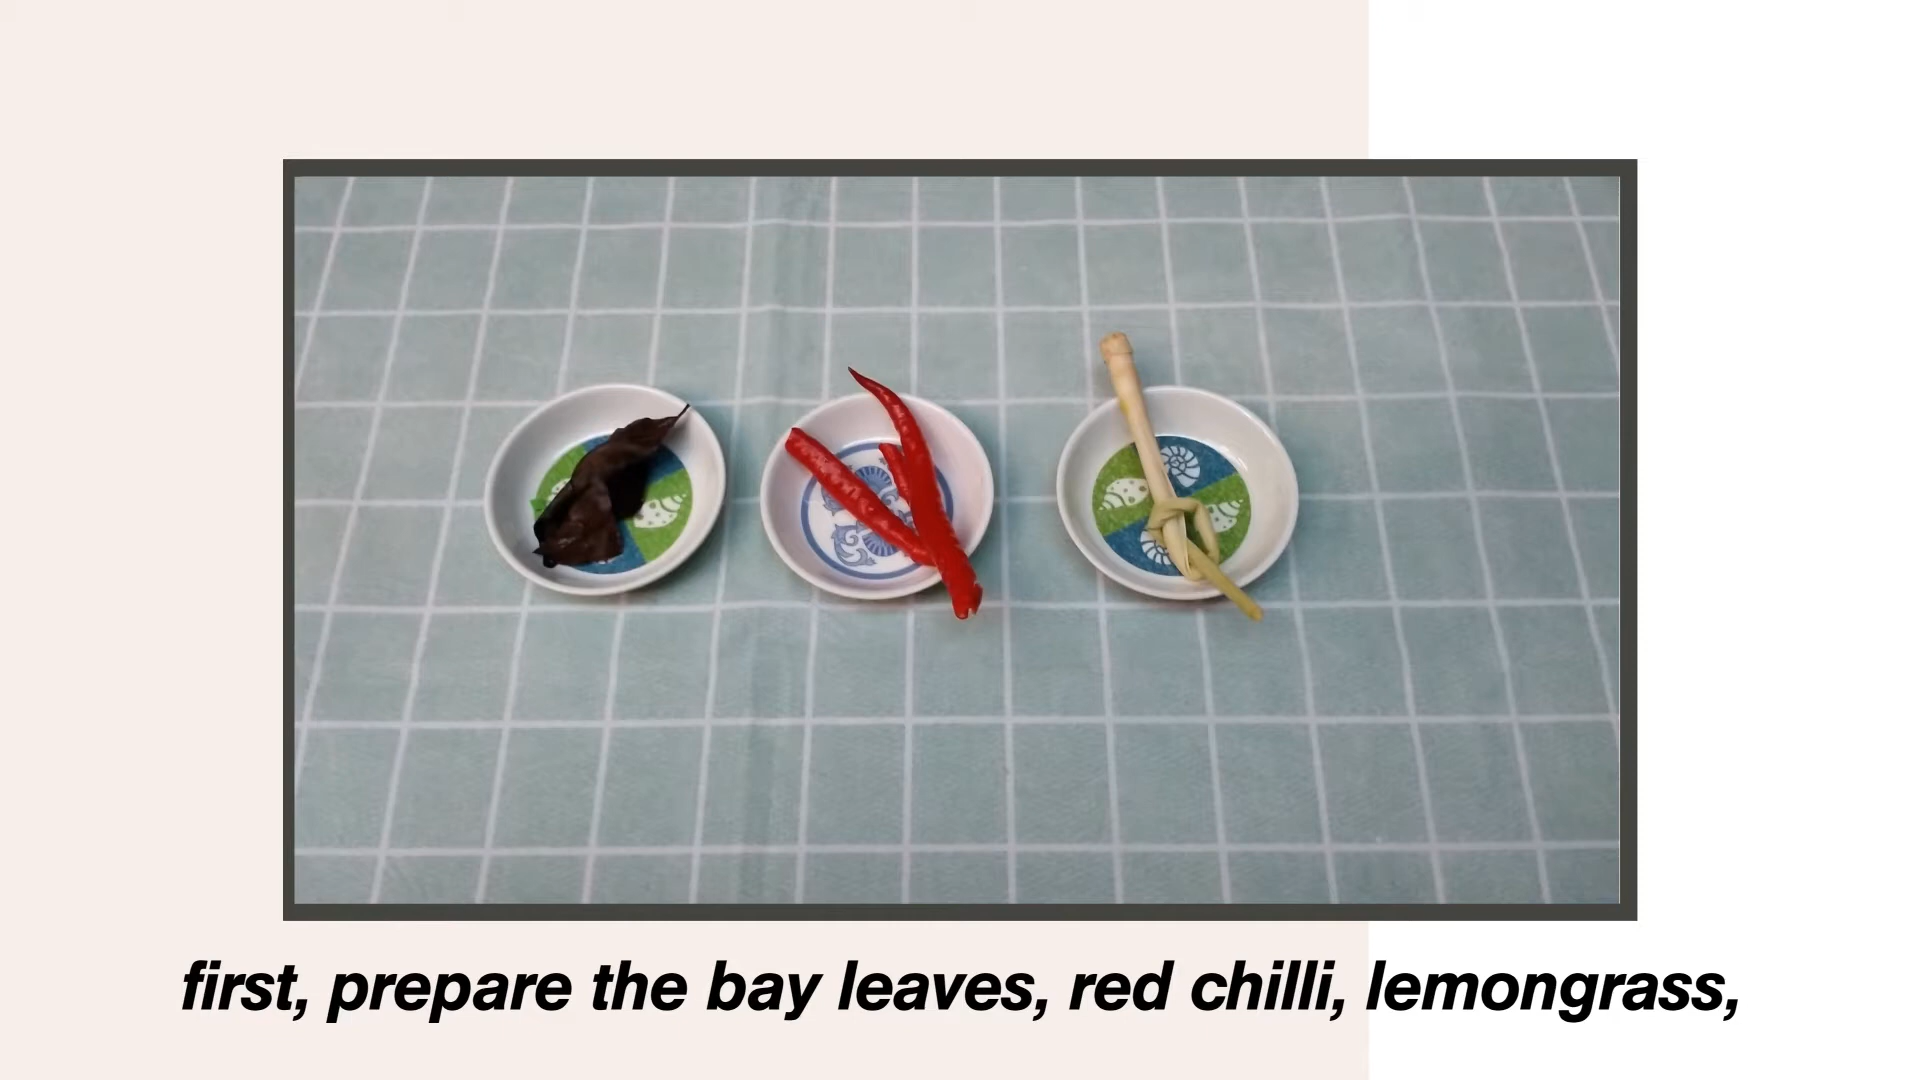 first, prepare the bay leaves, red chilli, lemongrass,